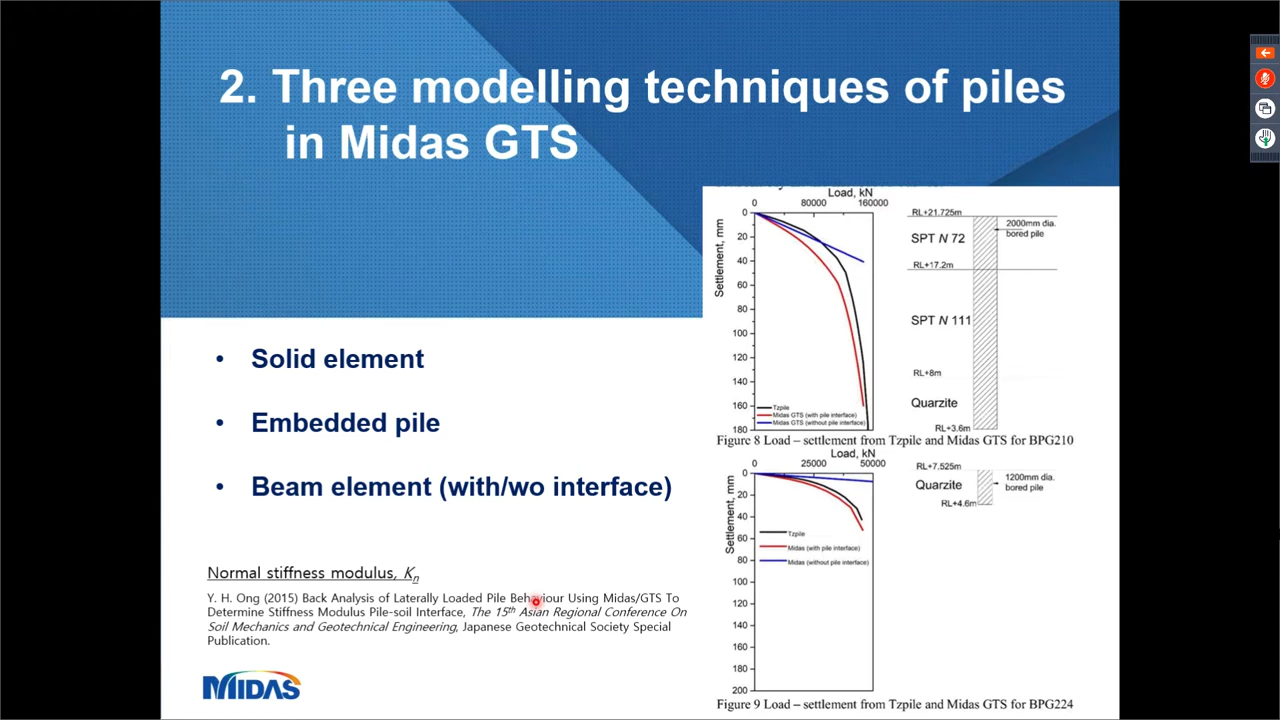 2. Three modelling techniques of piles
in Midas GTS
• Solid element
• Embedded pile
• Beam element (with/wo interface)
Normal stiffness modulus, Kn
Y. H. Ong (2015) Back Analysis of Laterally Loaded Pile Behaviour Using Midas/GTS To
Determine Stiffness Modulus Pile-soil Interface, The 15th Asian Regional Conference On
Soil Mechanics and Geotechnical Engineering, Japanese Geotechnical Society Special
Publication.
MIDAS
Load, kN
0 80000 160000
Settlement, mm
0
20
40
60
80
100
120
140
160
180
Tzpile
Midas GTS (with pile interface)
Midas GTS (without pile interface)
RL+21.725m
2000mm dia.
bored pile
SPT N 72
RL+17.2m
SPT N 111
RL+8m
Quarzite
RL+3.6m
Figure 8 Load – settlement from Tzpile and Midas GTS for BPG210
Load, kN
0 25000 50000
Settlement, mm
0
20
40
60
80
100
120
140
160
180
200
Tzpile
Midas (with pile interface)
Midas (without pile interface)
RL+7.525m
Quarzite
1200mm dia.
bored pile
RL+4.6m
Figure 9 Load – settlement from Tzpile and Midas GTS for BPG224